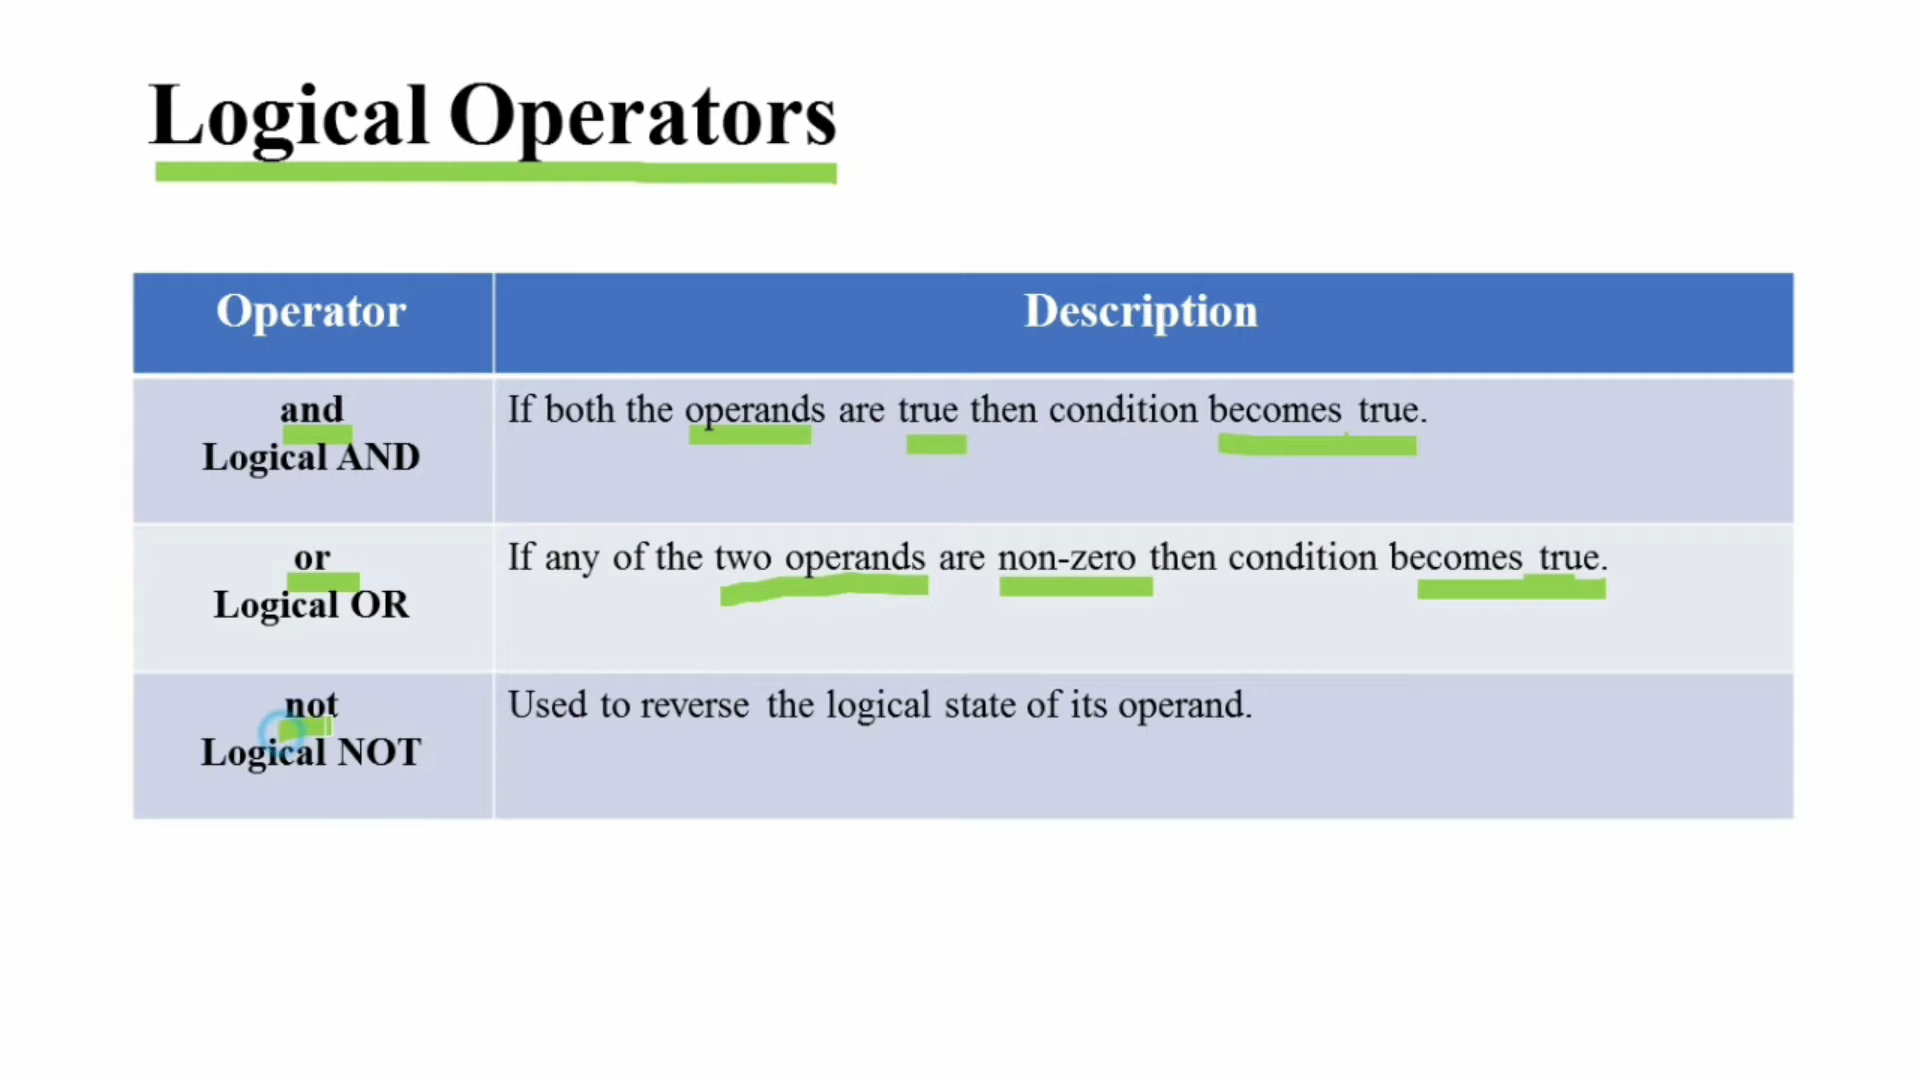 Logical Operators
Operator
Description
and
Logical AND
If both the operands are true then condition becomes true.
or
Logical OR
If any of the two operands are non-zero then condition becomes true.
not
Logical NOT
Used to reverse the logical state of its operand.